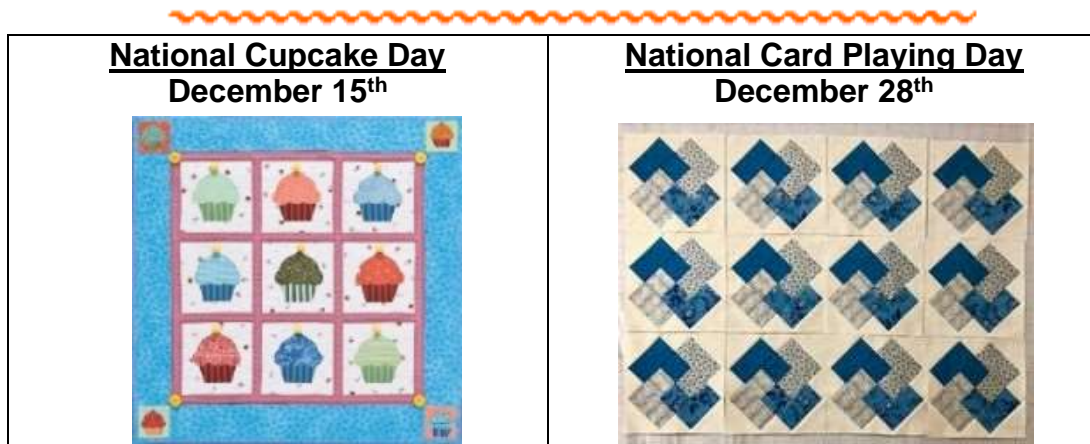 National Cupcake Day
December 15th
National Card Playing Day
December 28th